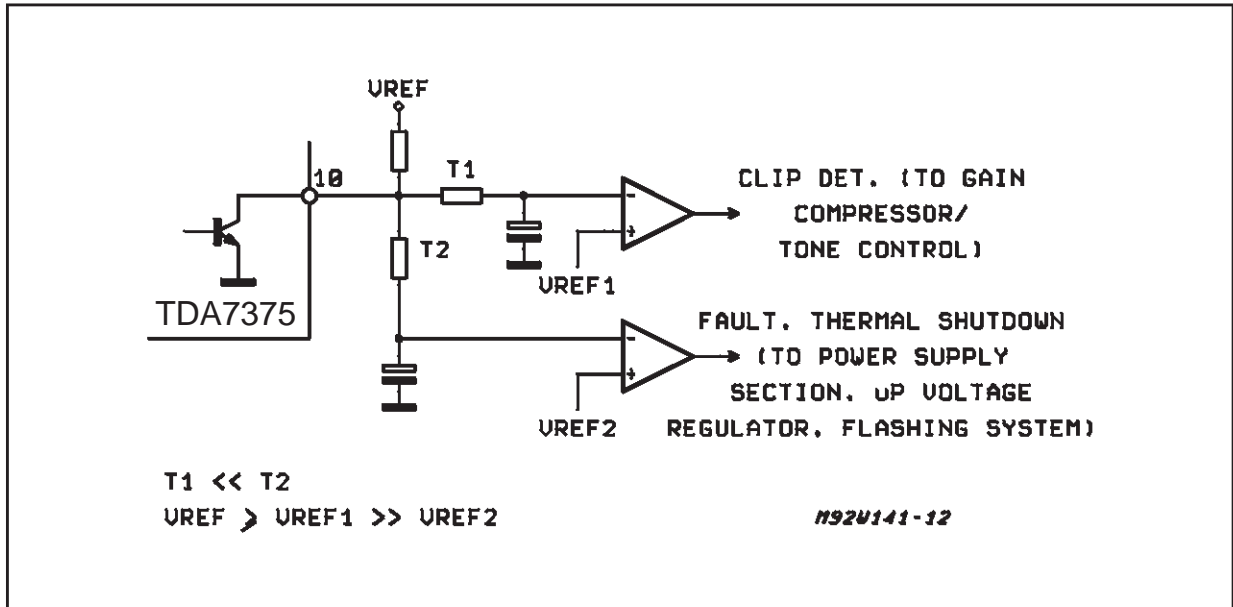 VREF
10
T1
CLIP DET. (TO GAIN
COMPRESSOR/
TONE CONTROL)
-
+
T2
VREF1
TDA7375
FAULT. THERMAL SHUTDOWN
(TO POWER SUPPLY
SECTION. uP VOLTAGE
REGULATOR. FLASHING SYSTEM)
-
+
VREF2
T1 << T2
VREF > VREF1 >> VREF2
M92W141-12